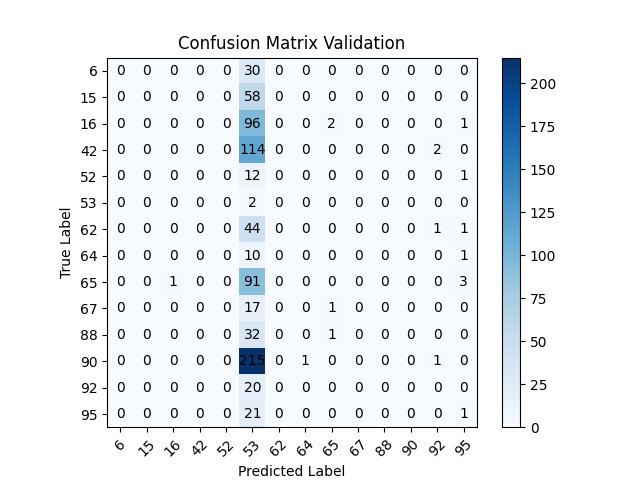 Confusion Matrix Validation
6 0 0 0 0 0 30 0 0 0 0 0 0 0 0
15 0 0 0 0 0 58 0 0 0 0 0 0 0 0
16 0 0 0 0 0 96 0 0 2 0 0 0 0 1
42 0 0 0 0 0 114 0 0 0 0 0 0 2 0
52 0 0 0 0 0 12 0 0 0 0 0 0 0 1
53 0 0 0 0 0 2 0 0 0 0 0 0 0 0
62 0 0 0 0 0 44 0 0 0 0 0 0 1 1
64 0 0 0 0 0 10 0 0 0 0 0 0 0 1
65 0 0 1 0 0 91 0 0 0 0 0 0 0 3
67 0 0 0 0 0 17 0 0 1 0 0 0 0 0
88 0 0 0 0 0 32 0 0 1 0 0 0 0 0
90 0 0 0 0 0 215 0 1 0 0 0 0 1 0
92 0 0 0 0 0 20 0 0 0 0 0 0 0 0
95 0 0 0 0 0 21 0 0 0 0 0 0 0 1
6 15 16 42 52 53 62 64 65 67 88 90 92 95
True Label
Predicted Label
200
175
150
125
100
75
50
25
0